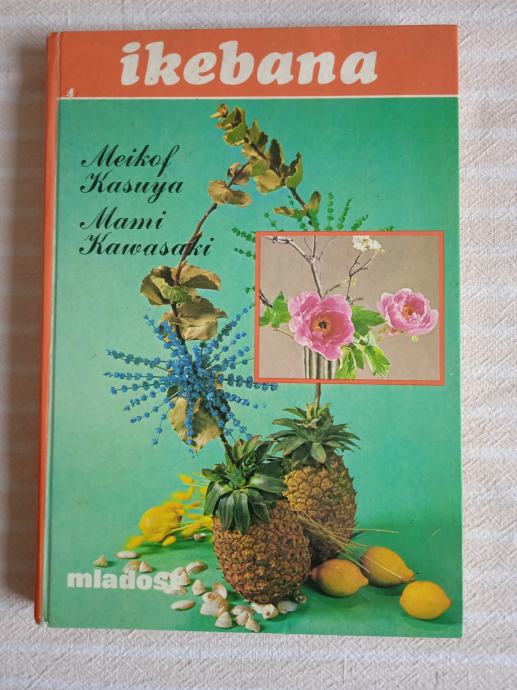 ikebana
Meikof
Kasuya
Mami
Kawasaki
mladost